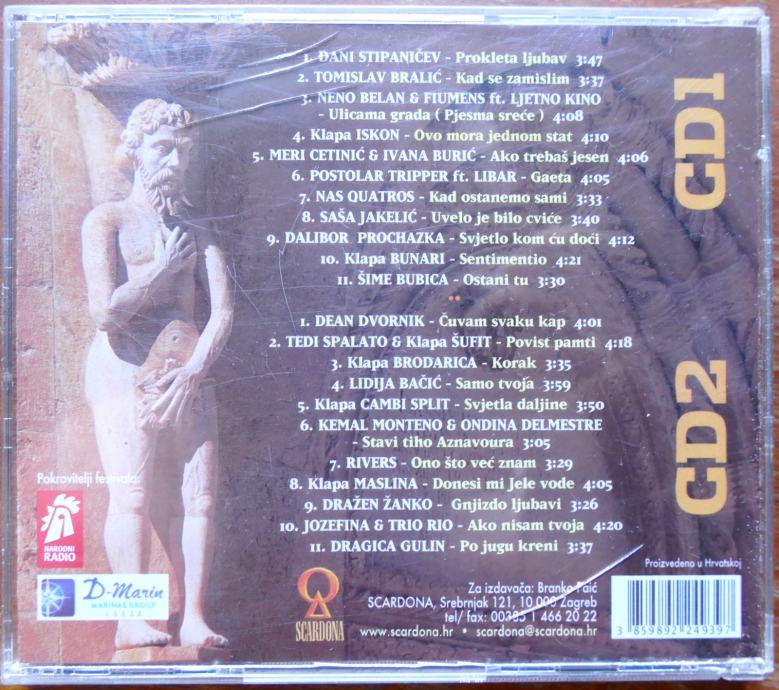 1. ĐANI STIPANIČEV - Prokleta ljubav 3:47
2. TOMISLAV BRALIĆ - Kad se zamislim 3:37
3. NENO BELAN & FIUMENS ft. LJETNO KINO
- Ulicama grada ( Pjesma sreće ) 4:08
4. Klapa ISKON - Ovo mora jednom stat 4:10
5. MERI CETINIĆ & IVANA BURIĆ - Ako trebaš jesen 4:06
6. POSTOLAR TRIPPER ft. LIBAR - Gaeta 4:05
7. NAS QUATROS - Kad ostanemo sami 3:33
8. SAŠA JAKELIĆ - Uvelo je bilo cviće 3:40
9. DALIBOR PROCHAZKA - Svjetlo kom ću doći 4:12
10. Klapa BUNARI - Sentimentio 4:21
11. ŠIME BUBICA - Ostani tu 3:30
CD1
1. DEAN DVORNIK - Čuvam svaku kap 4:01
2. TEDI SPALATO & Klapa ŠUFIT - Povist pamti 4:18
3. Klapa BRODARICA - Korak 3:35
4. LIDIJA BAČIĆ - Samo tvoja 3:59
5. Klapa CAMBI SPLIT - Svjetla daljine 3:50
6. KEMAL MONTENO & ONDINA DELMESTRE
- Stavi tiho Aznavoura 3:05
7. RIVERS - Ono što već znam 3:29
8. Klapa MASLINA - Donesi mi Jele vode 4:05
9. DRAŽEN ŽANKO - Gnjizdo ljubavi 3:26
10. JOZEFINA & TRIO RIO - Ako nisam tvoja 4:20
11. DRAGICA GULIN - Po jugu kreni 3:37
CD2
Pokrovitelji festivala:
NARODNI
RADIO
D-Marin
MARINAS GROUP
SCARDONA
Za izdavača: Branko Paić
SCARDONA, Srebrnjak 121, 10 000 Zagreb
tel/ fax: 00385 1 466 20 22
www.scardona.hr • scardona@scardona.hr
Proizvedeno u Hrvatskoj
3 859892 249397